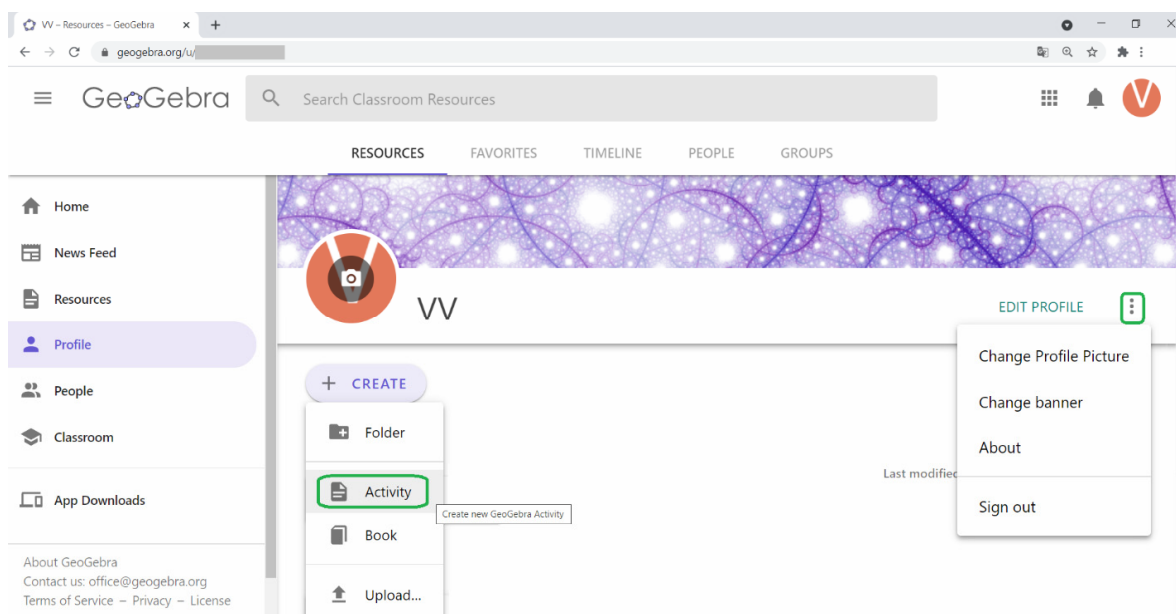 VV – Resources – GeoGebra
geogebra.org/u/
GeoGebra
Search Classroom Resources
RESOURCES FAVORITES TIMELINE PEOPLE GROUPS
Home
News Feed
Resources
Profile
People
Classroom
App Downloads
About GeoGebra
Contact us: office@geogebra.org
Terms of Service – Privacy – License
V
VV
EDIT PROFILE
Change Profile Picture
Change banner
About
Sign out
+ CREATE
Folder
Activity
Create new GeoGebra Activity
Book
Upload...
Last modified